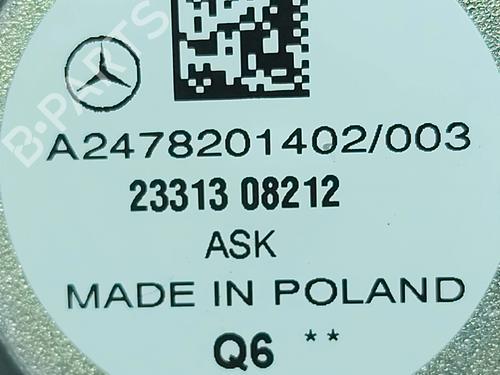 B-PARTS
A2478201402/003
23313 08212
ASK
MADE IN POLAND
Q6 **